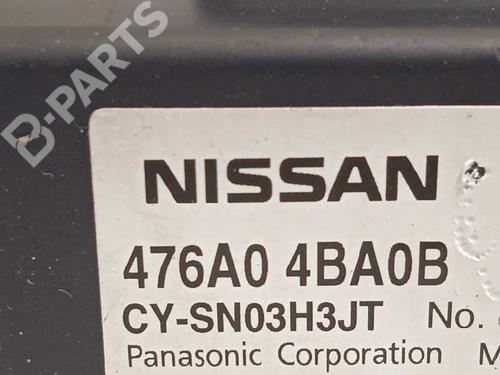 B-PARTS
NISSAN
476A0 4BA0B
CY-SN03H3JT No.
Panasonic Corporation M